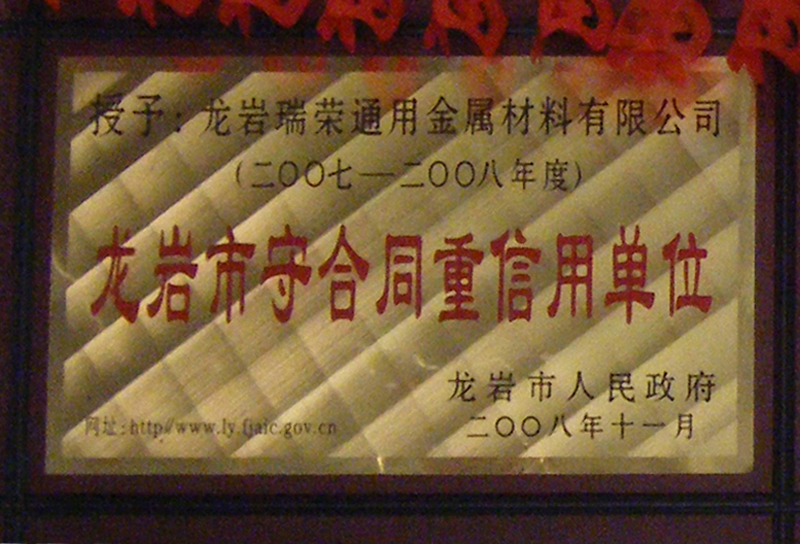 授予：龙岩瑞荣通用金属材料有限公司
(二〇〇七—二〇〇八年度)
龙岩市守合同重信用单位
龙岩市人民政府
二〇〇八年十一月
网址:http//www.ly.fjaic.gov.cn